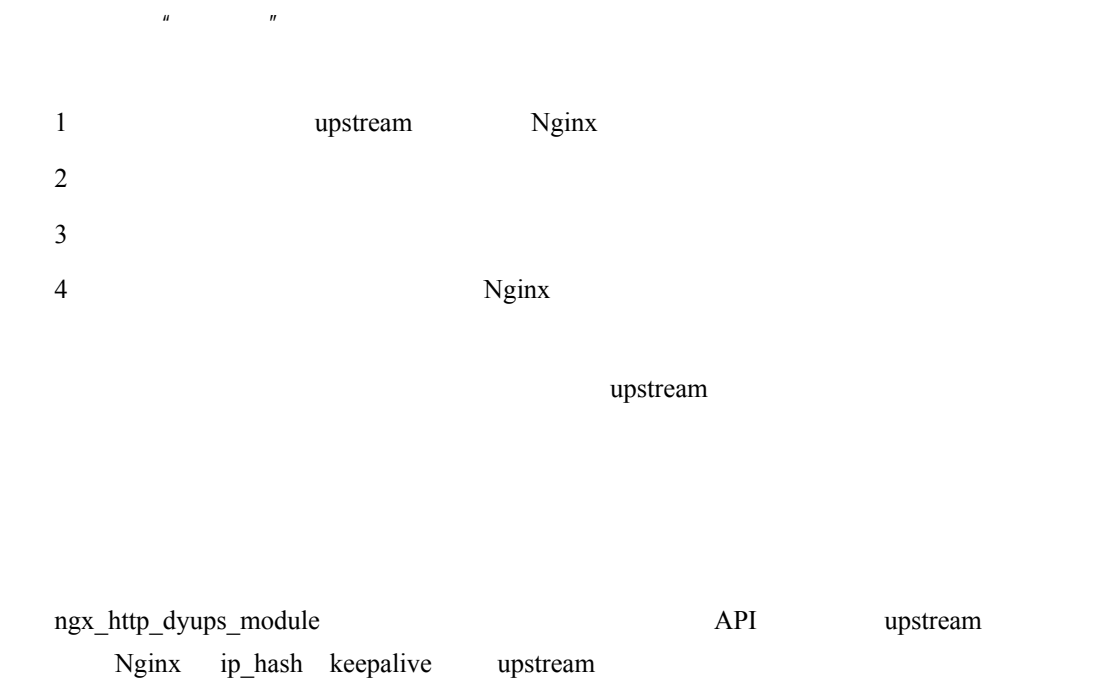 “ ”
1 upstream Nginx
2
3
4 Nginx
upstream
ngx_http_dyups_module API upstream
Nginx ip_hash keepalive upstream